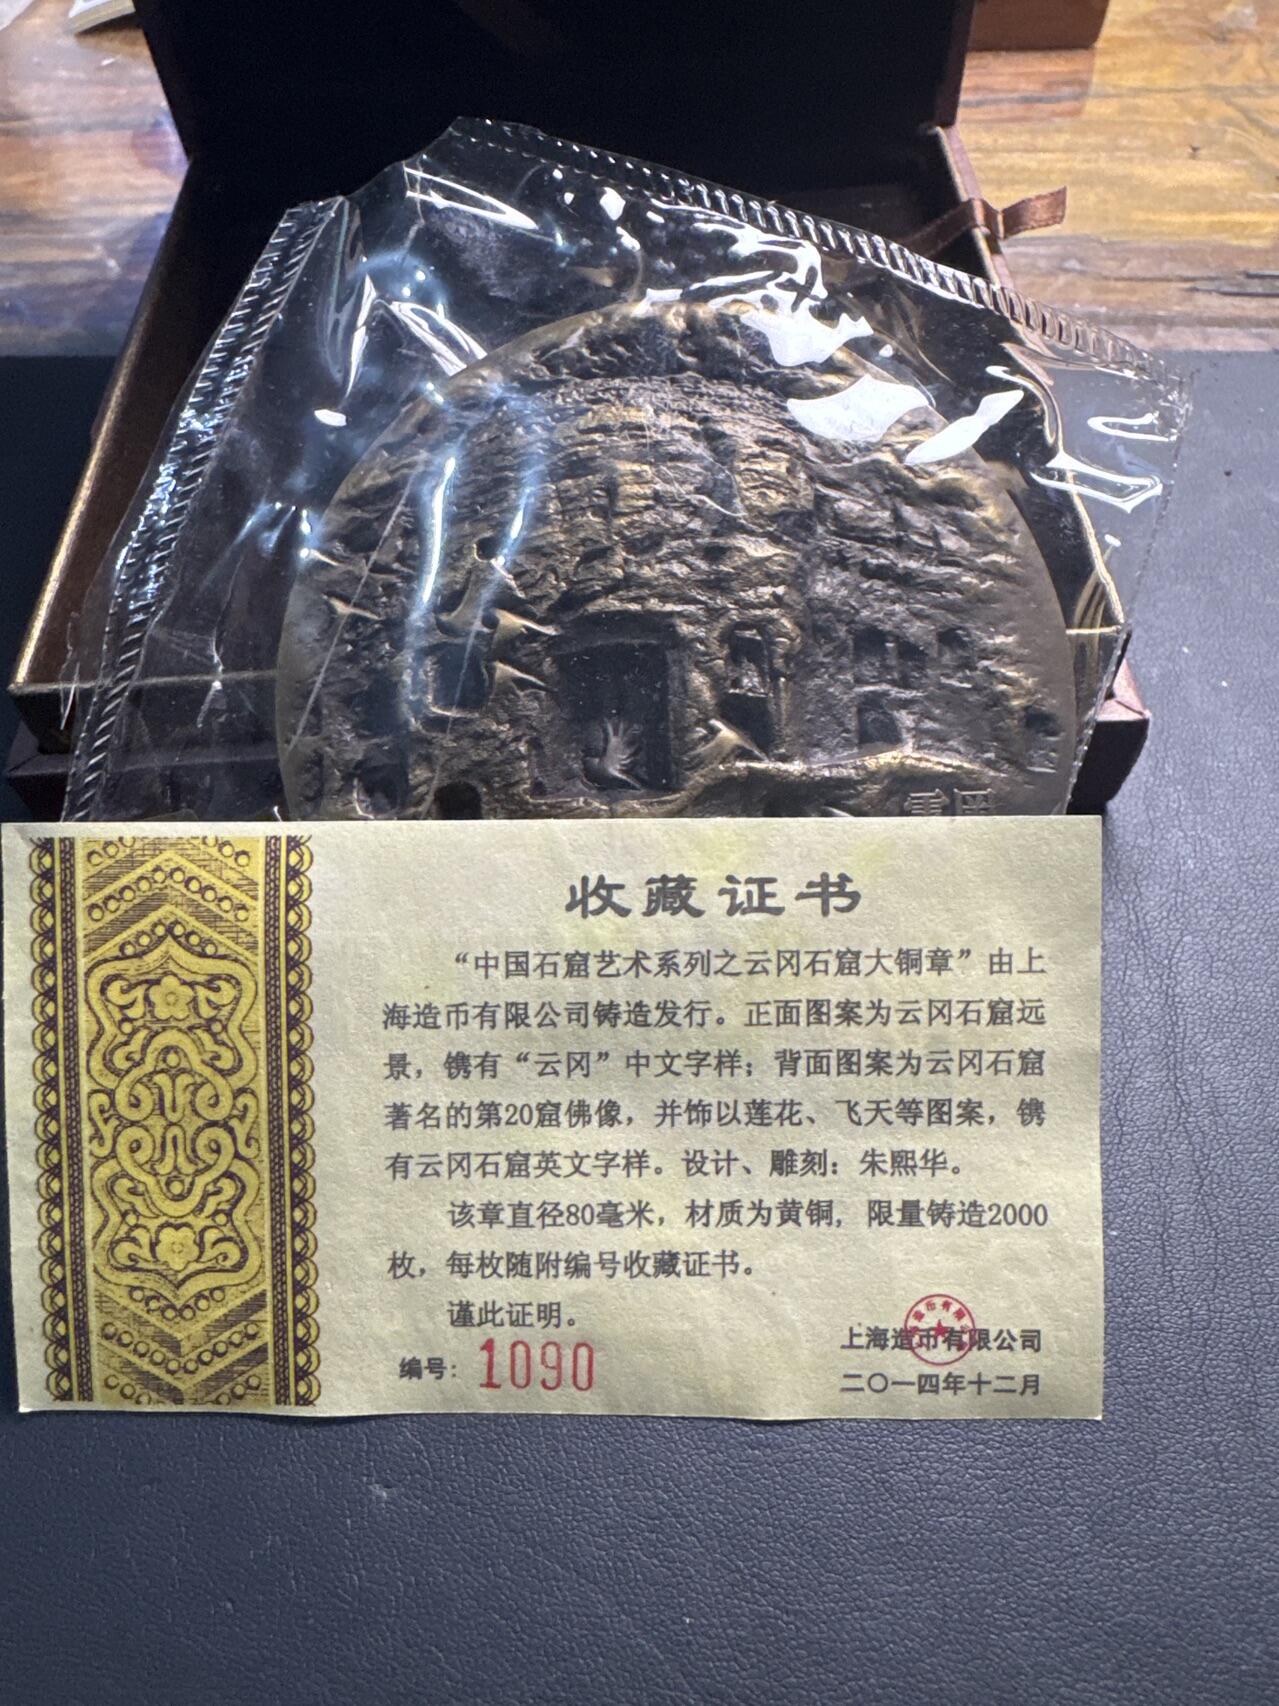 雲岡
收藏证书
“中国石窟艺术系列之云冈石窟大铜章”由上
海造币有限公司铸造发行。正面图案为云冈石窟远
景，镌有“云冈”中文字样；背面图案为云冈石窟
著名的第20窟佛像，并饰以莲花、飞天等图案，镌
有云冈石窟英文字样。设计、雕刻：朱熙华。
该章直径80毫米，材质为黄铜，限量铸造2000
枚，每枚随附编号收藏证书。
谨此证明。
编号：1090
上海造币有限公司
二〇一四年十二月